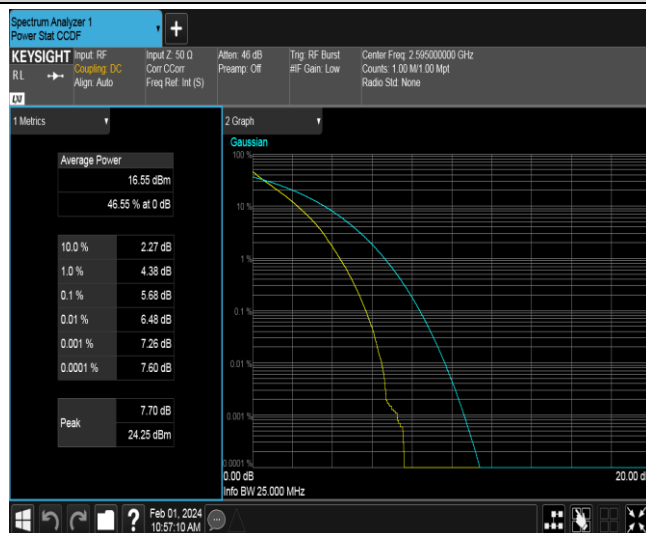 Spectrum Analyzer 1
Power Stat CCDF
+
KEYSIGHT
RL
LXI
Input: RF
Coupling: DC
Align: Auto
Input Z: 50 Ω
Corr CCorr
Freq Ref: Int (S)
Atten: 46 dB
Preamp: Off
Trig: RF Burst
#IF Gain: Low
Center Freq: 2.595000000 GHz
Counts: 1.00 M/1.00 Mpt
Radio Std: None
1 Metrics
Average Power
16.55 dBm
46.55 % at 0 dB
10.0 % 2.27 dB
1.0 % 4.38 dB
0.1 % 5.68 dB
0.01 % 6.48 dB
0.001 % 7.26 dB
0.0001 % 7.60 dB
Peak
7.70 dB
24.25 dBm
2 Graph
Gaussian
100 %
10 %
1 %
0.1 %
0.01 %
0.001 %
0.0001 %
0.00 dB 20.00 d
Info BW 25.000 MHz
?
Feb 01, 2024
10:57:10 AM